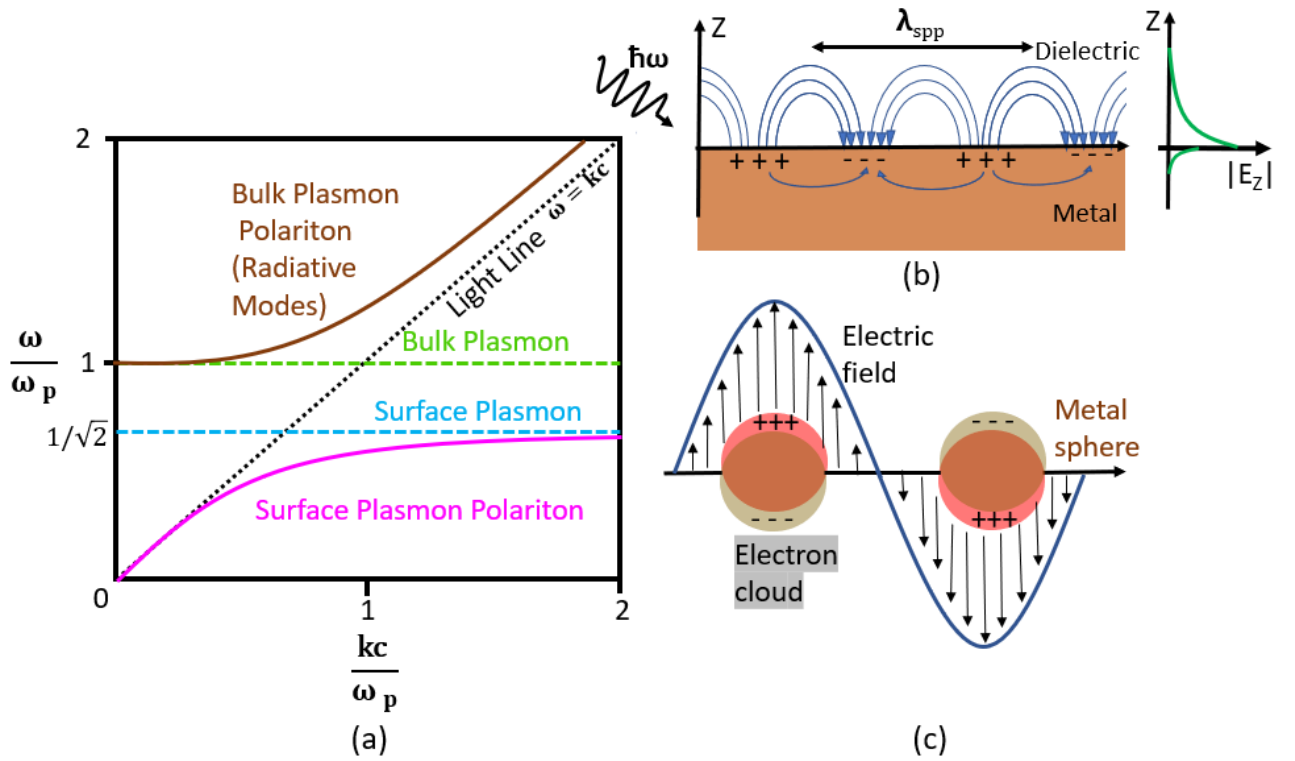 2
Bulk Plasmon
Polariton
(Radiative
Modes)
Light Line ω = kc
Bulk Plasmon
1
Surface Plasmon
1/√2
Surface Plasmon Polariton
ω
ω p
0
1
2
kc
ω p
(a)
ħω
Z
λspp
Dielectric
+ + +
- - -
+ + +
- - -
Metal
Z
|EZ|
(b)
Electric
field
+++
- - -
Electron
cloud
- - -
+++
Metal
sphere
(c)